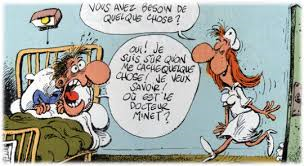 VOUS AVEZ BESOIN DE
QUELQUE CHOSE ?
OUI ! JE
SUIS SÛR QU'ON
ME CACHE QUELQUE
CHOSE ! JE VEUX
SAVOIR !
OÙ EST LE
DOCTEUR
MINET ?